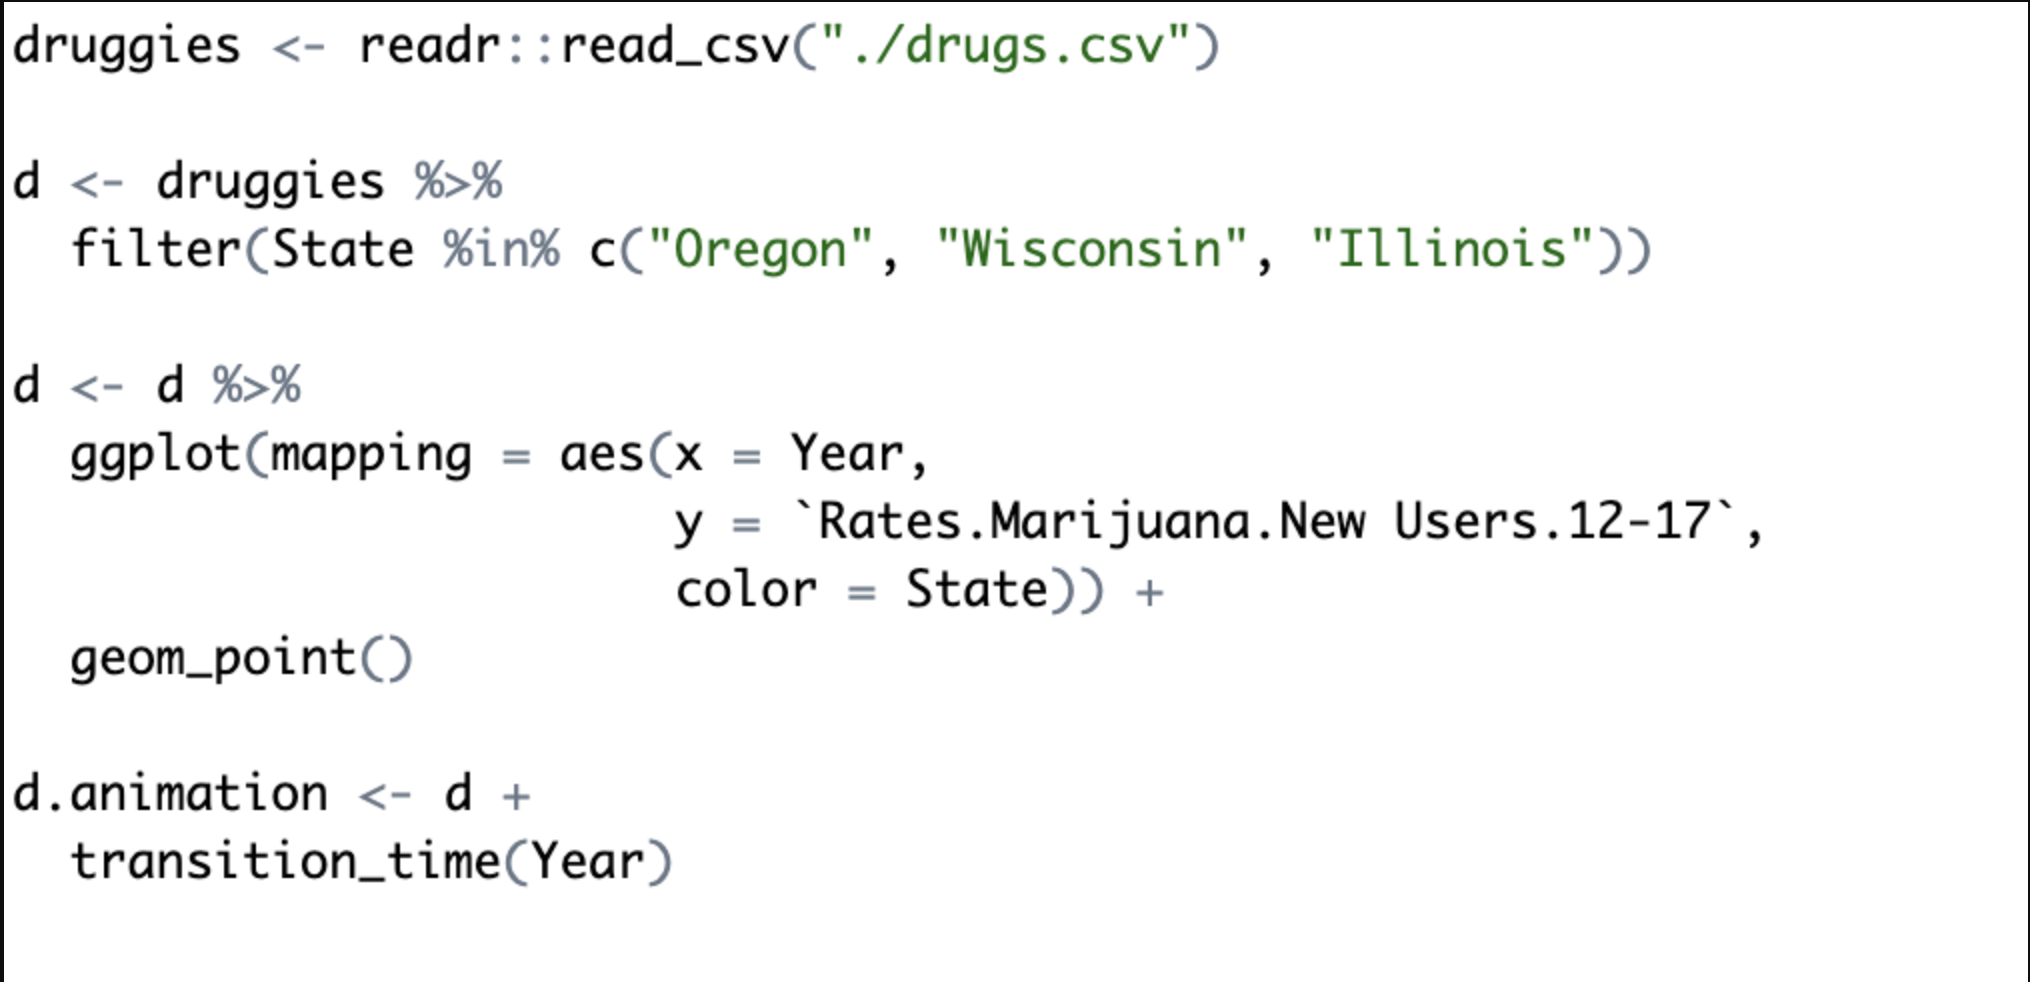 druggies <- readr::read_csv("./drugs.csv")
d <- druggies %>%
filter(State %in% c("Oregon", "Wisconsin", "Illinois"))
d <- d %>%
ggplot(mapping = aes(x = Year,
y = `Rates.Marijuana.New Users.12-17`,
color = State)) +
geom_point()
d.animation <- d +
transition_time(Year)